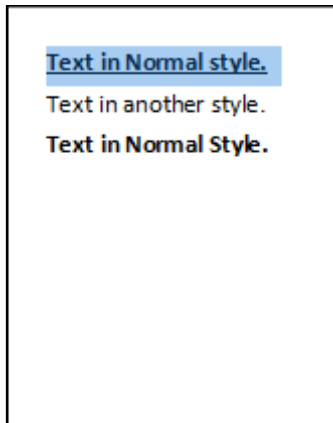 Text in Normal style.
Text in another style.
Text in Normal Style.